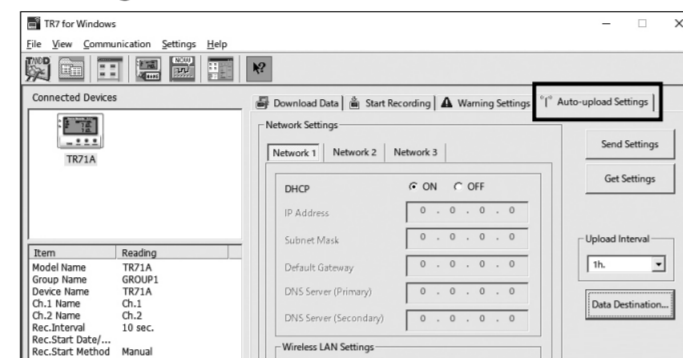 TR7 for Windows
File View Communication Settings Help
Connected Devices
TR71A
Download Data Start Recording Warning Settings Auto-upload Settings
Network Settings
Network 1 Network 2 Network 3
DHCP ON OFF
IP Address 0 . 0 . 0 . 0
Subnet Mask 0 . 0 . 0 . 0
Default Gateway 0 . 0 . 0 . 0
DNS Server (Primary) 0 . 0 . 0 . 0
DNS Server (Secondary) 0 . 0 . 0 . 0
Wireless LAN Settings
Send Settings
Get Settings
Upload Interval
1h.
Data Destination...
Item Reading
Model Name TR71A
Group Name GROUP1
Device Name TR71A
Ch.1 Name Ch.1
Ch.2 Name Ch.2
Rec.Interval 10 sec.
Rec.Start Date/...
Rec.Start Method Manual